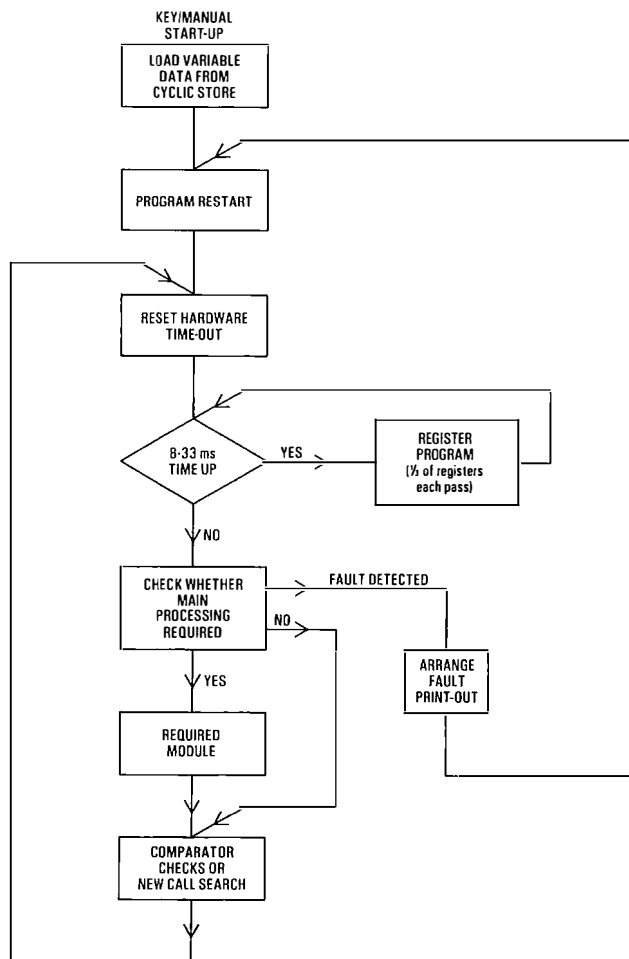 KEY/MANUAL
START-UP
LOAD VARIABLE
DATA FROM
CYCLIC STORE
PROGRAM RESTART
RESET HARDWARE
TIME-OUT
8·33 ms
TIME UP
YES
REGISTER
PROGRAM
(⅓ of registers
each pass)
NO
CHECK WHETHER
MAIN
PROCESSING
REQUIRED
FAULT DETECTED
NO
ARRANGE
FAULT
PRINT-OUT
YES
REQUIRED
MODULE
COMPARATOR
CHECKS OR
NEW CALL SEARCH